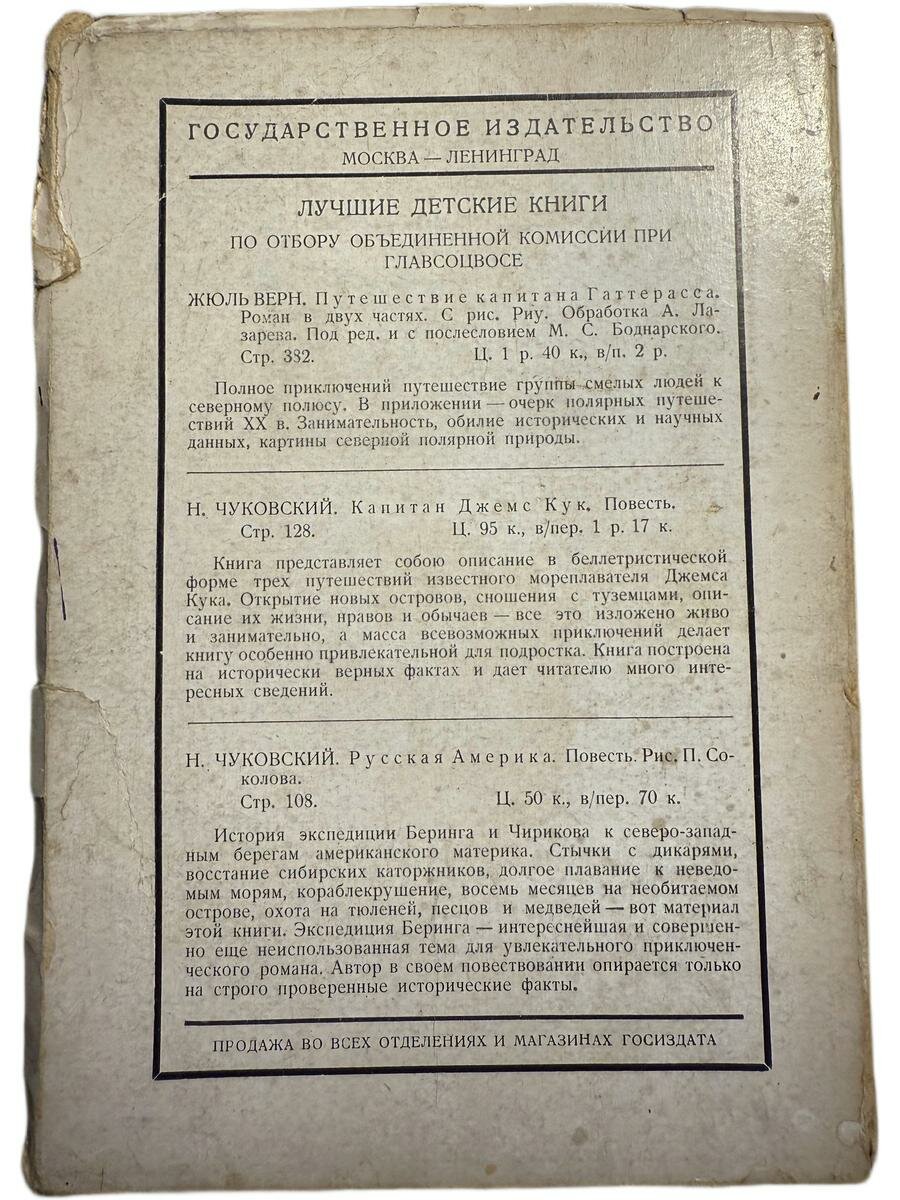 ГОСУДАРСТВЕННОЕ ИЗДАТЕЛЬСТВО
МОСКВА — ЛЕНИНГРАД
ЛУЧШИЕ ДЕТСКИЕ КНИГИ
ПО ОТБОРУ ОБЪЕДИНЕННОЙ КОМИССИИ ПРИ
ГЛАВСОЦВОСЕ
ЖЮЛЬ ВЕРН. Путешествие капитана Гаттерасса.
Роман в двух частях. С рис. Риу. Обработка А. Ла-
зарева. Под ред. и с послесловием М. С. Боднарского.
Стр. 382. Ц. 1 р. 40 к., в/п. 2 р.
Полное приключений путешествие группы смелых людей к
северному полюсу. В приложении — очерк полярных путеше-
ствий XX в. Занимательность, обилие исторических и научных
данных, картины северной полярной природы.
Н. ЧУКОВСКИЙ. Капитан Джемс Кук. Повесть.
Стр. 128. Ц. 95 к., в/пер. 1 р. 17 к.
Книга представляет собою описание в беллетристической
форме трех путешествий известного мореплавателя Джемса
Кука. Открытие новых островов, сношения с туземцами, опи-
сание их жизни, нравов и обычаев — все это изложено живо
и занимательно, а масса всевозможных приключений делает
книгу особенно привлекательной для подростка. Книга построена
на исторически верных фактах и дает читателю много инте-
ресных сведений.
Н. ЧУКОВСКИЙ. Русская Америка. Повесть. Рис. П. Со-
колова.
Стр. 108. Ц. 50 к., в/пер. 70 к.
История экспедиции Беринга и Чирикова к северо-запад-
ным берегам американского материка. Стычки с дикарями,
восстание сибирских каторжников, долгое плавание к неведо-
мым морям, кораблекрушение, восемь месяцев на необитаемом
острове, охота на тюленей, песцов и медведей — вот материал
этой книги. Экспедиция Беринга — интереснейшая и совершен-
но еще неиспользованная тема для увлекательного приключен-
ческого романа. Автор в своем повествовании опирается только
на строго проверенные исторические факты.
ПРОДАЖА ВО ВСЕХ ОТДЕЛЕНИЯХ И МАГАЗИНАХ ГОСИЗДАТА